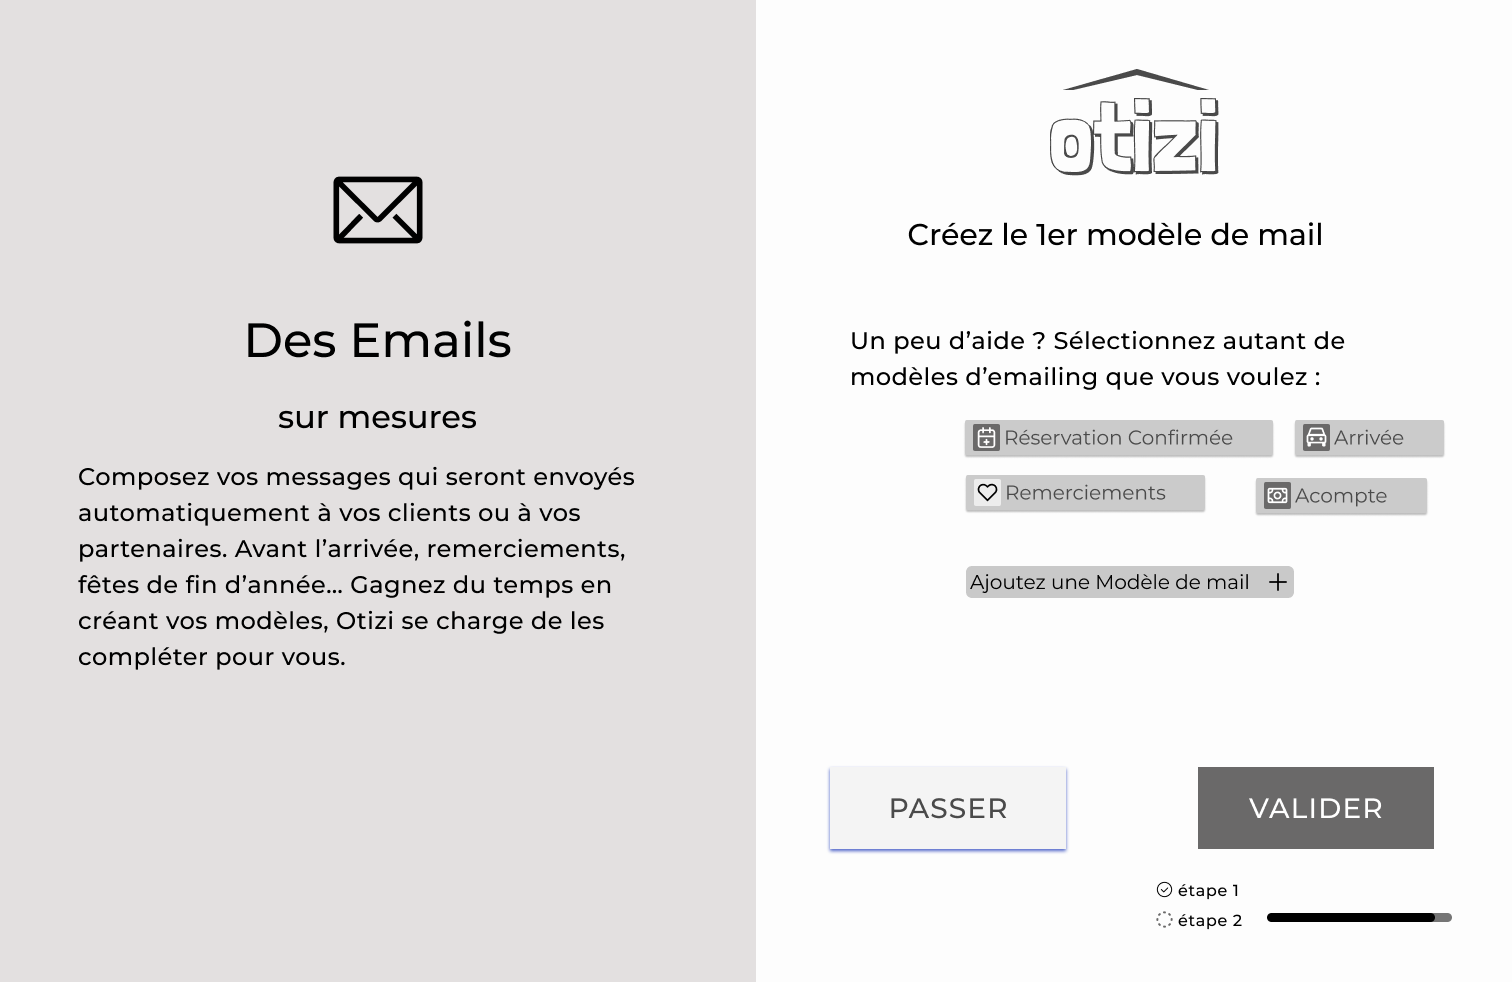 Des Emails
sur mesures
Composez vos messages qui seront envoyés
automatiquement à vos clients ou à vos
partenaires. Avant l’arrivée, remerciements,
fêtes de fin d’année... Gagnez du temps en
créant vos modèles, Otizi se charge de les
compléter pour vous.
otizi
Créez le 1er modèle de mail
Un peu d’aide ? Sélectionnez autant de
modèles d’emailing que vous voulez :
Réservation Confirmée
Arrivée
Remerciements
Acompte
Ajoutez une Modèle de mail
PASSER
VALIDER
étape 1
étape 2